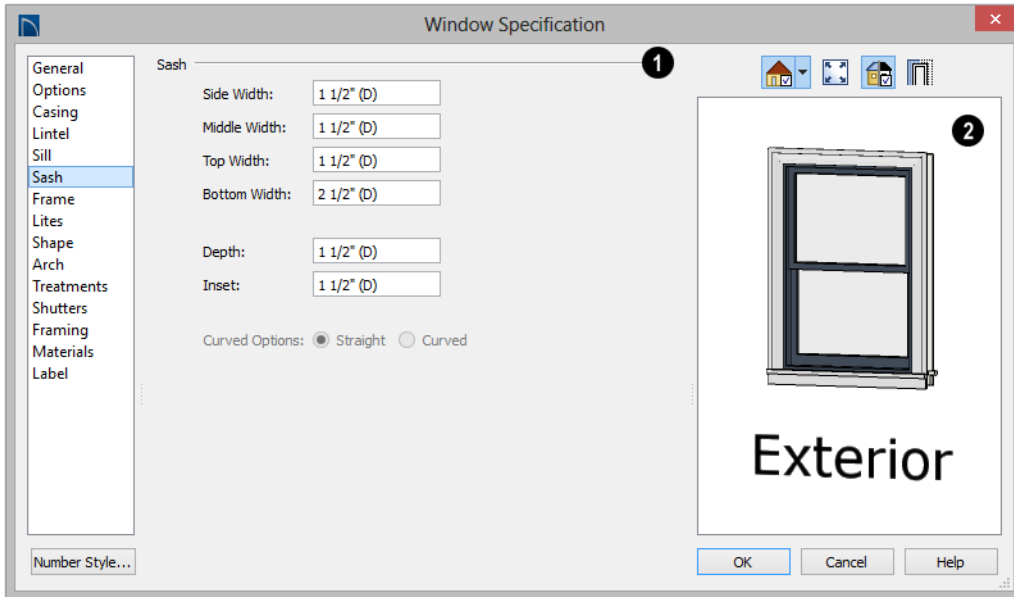 Window Specification
General
Options
Casing
Lintel
Sill
Sash
Frame
Lites
Shape
Arch
Treatments
Shutters
Framing
Materials
Label
Sash
1
Side Width: 1 1/2" (D)
Middle Width: 1 1/2" (D)
Top Width: 1 1/2" (D)
Bottom Width: 2 1/2" (D)
Depth: 1 1/2" (D)
Inset: 1 1/2" (D)
Curved Options: Straight Curved
2
Exterior
Number Style...
OK Cancel Help